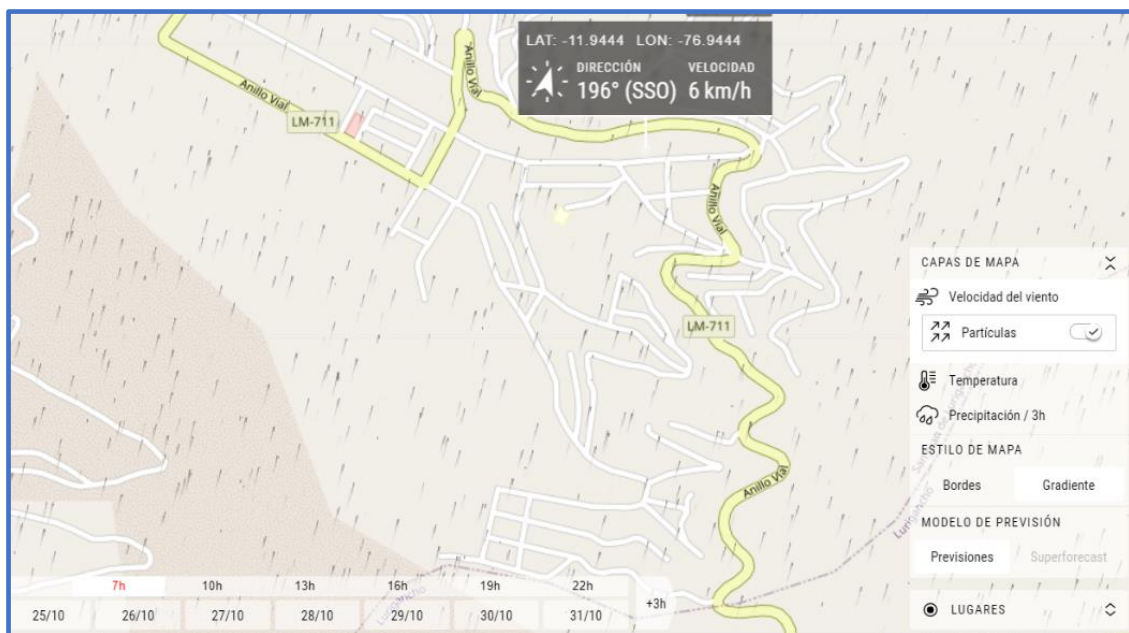 LAT: -11.9444 LON: -76.9444
DIRECCIÓN VELOCIDAD
196° (SSO) 6 km/h
Anillo Vial
Anillo Vial
LM-711
Anillo Vial
LM-711
Anillo Vial
CAPAS DE MAPA
Velocidad del viento
Partículas
Temperatura
Precipitación / 3h
ESTILO DE MAPA
Bordes Gradiente
MODELO DE PREVISIÓN
Previsiones Superforecast
LUGARES
Lurigancho
Lurigancho
7h 10h 13h 16h 19h 22h
+3h
25/10 26/10 27/10 28/10 29/10 30/10 31/10